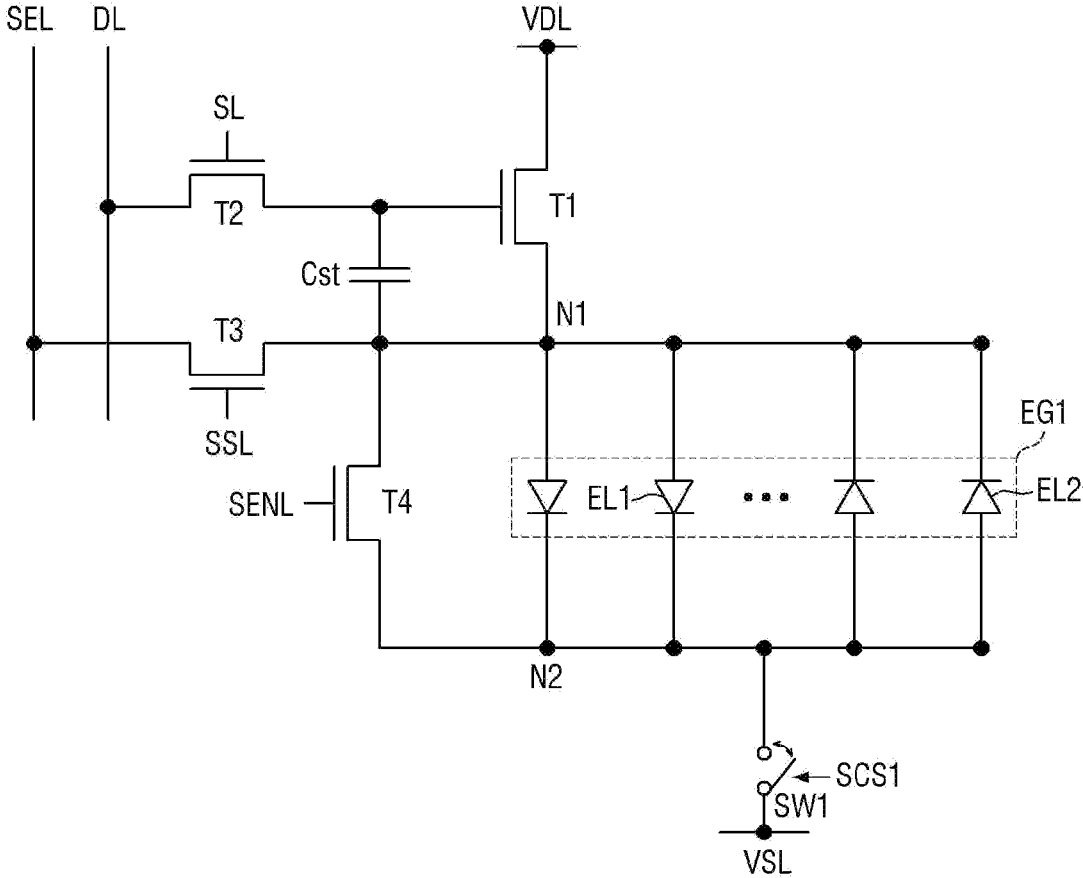 SEL
DL
VDL
SL
T2
T1
Cst
N1
T3
SSL
EG1
SENL
T4
EL1
EL2
N2
SCS1
SW1
VSL